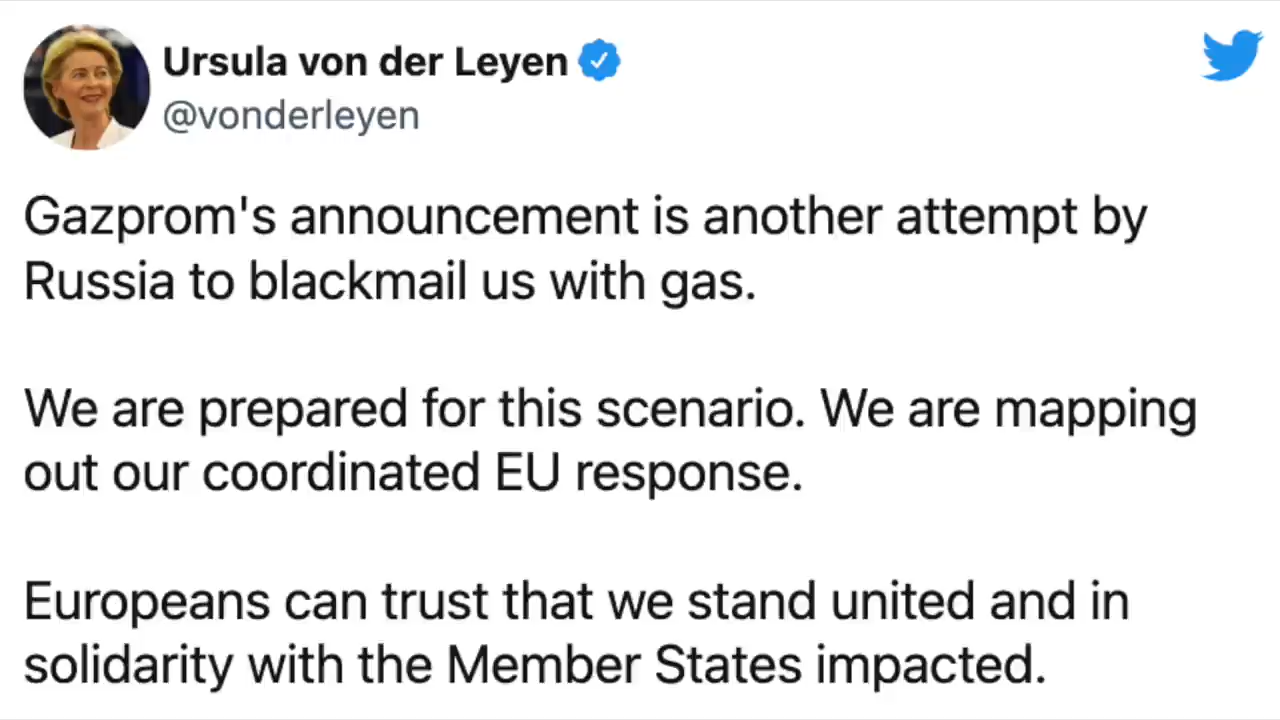 Ursula von der Leyen
@vonderleyen
Gazprom's announcement is another attempt by
Russia to blackmail us with gas.
We are prepared for this scenario. We are mapping
out our coordinated EU response.
Europeans can trust that we stand united and in
solidarity with the Member States impacted.